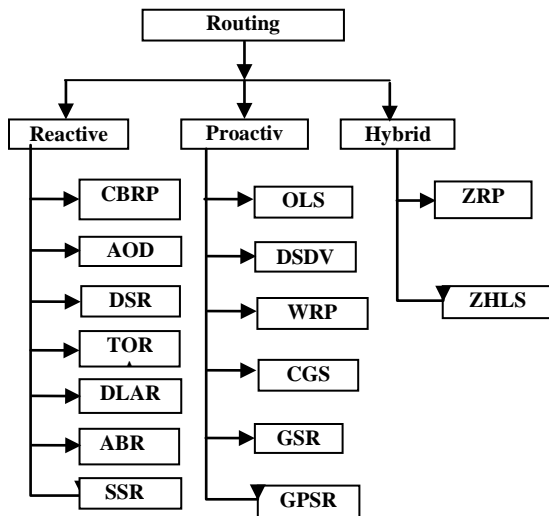 Routing
Reactive
Proactiv
Hybrid
CBRP
AOD
DSR
TOR
DLAR
ABR
SSR
OLS
DSDV
WRP
CGS
GSR
GPSR
ZRP
ZHLS